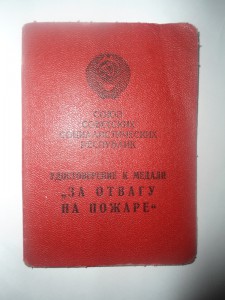 СОЮЗ
СОВЕТСКИХ
СОЦИАЛИСТИЧЕСКИХ
РЕСПУБЛИК
УДОСТОВЕРЕНИЕ К МЕДАЛИ
„ЗА ОТВАГУ
НА ПОЖАРЕ“